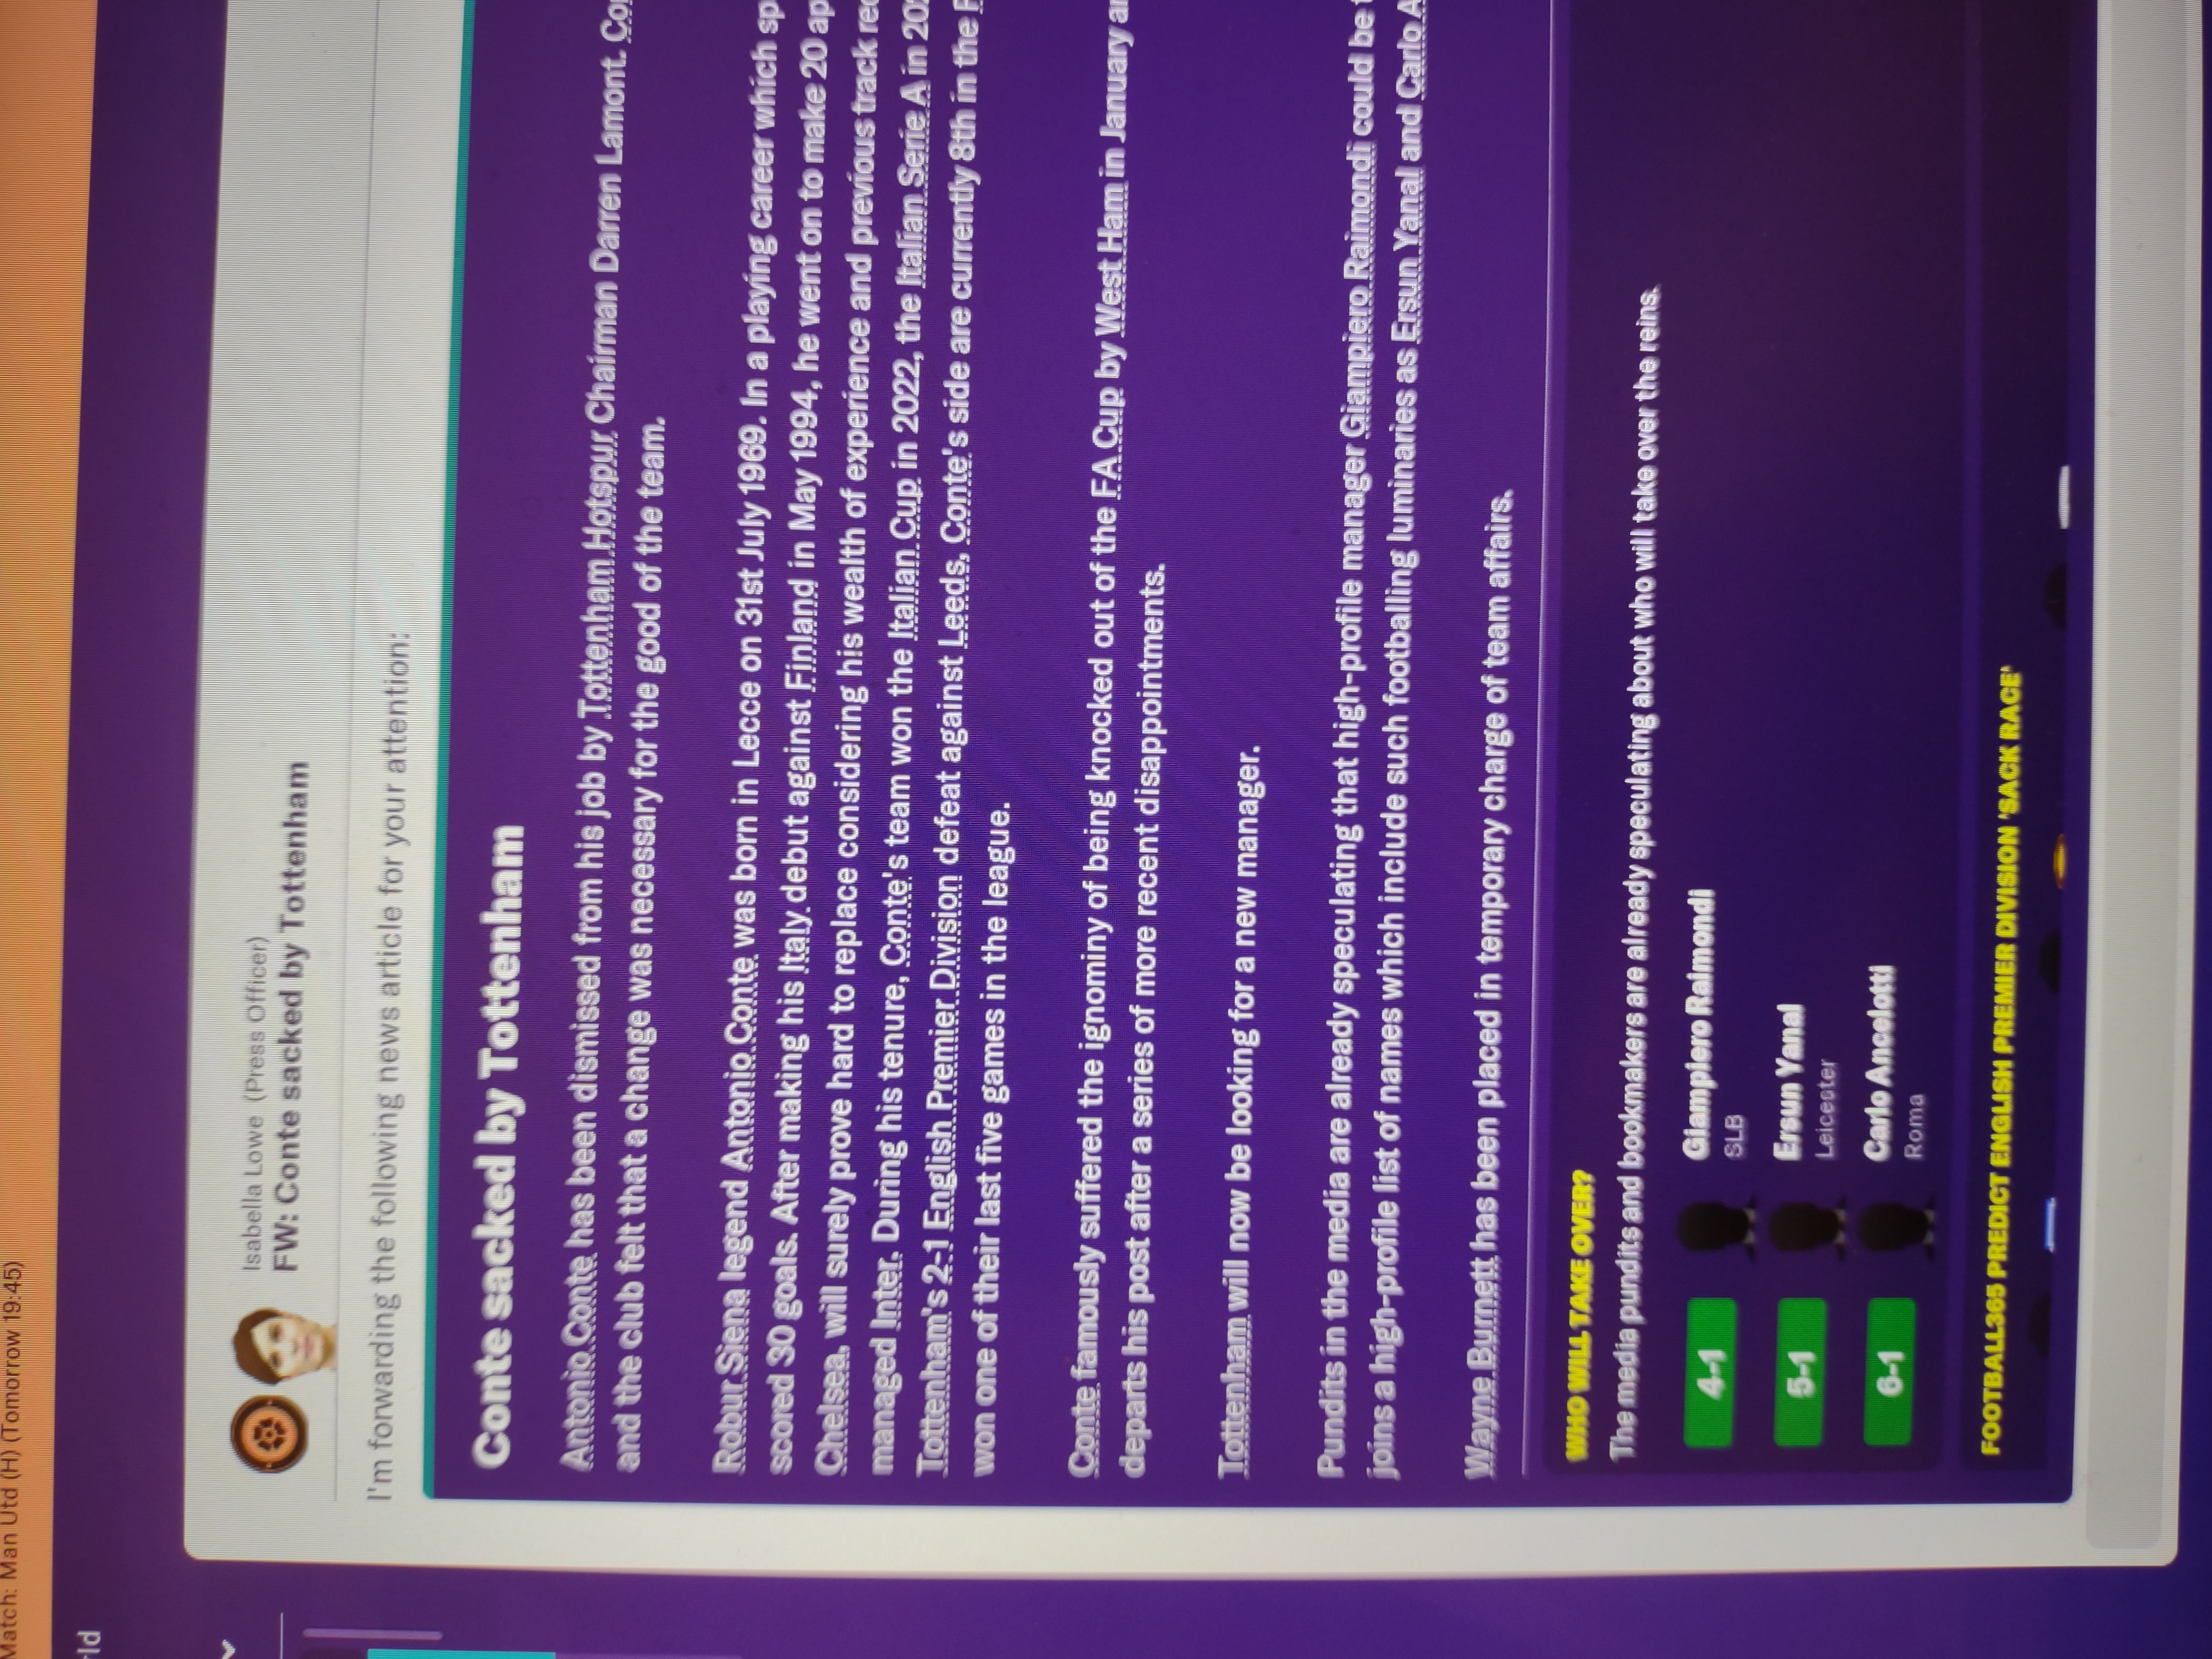 Match: Man Utd (H) (Tomorrow 19:45)
rld
Isabella Lowe (Press Officer)
FW: Conte sacked by Tottenham
I'm forwarding the following news article for your attention:
Conte sacked by Tottenham
Antonio Conte has been dismissed from his job by Tottenham Hotspur Chairman Darren Lamont. Co
and the club felt that a change was necessary for the good of the team.
Robur Siena legend Antonio Conte was born in Lecce on 31st July 1969. In a playing career which sp
scored 30 goals. After making his Italy debut against Finland in May 1994, he went on to make 20 ap
Chelsea, will surely prove hard to replace considering his wealth of experience and previous track rec
managed Inter. During his tenure, Conte's team won the Italian Cup in 2022, the Italian Serie A in 20
Tottenham's 2-1 English Premier Division defeat against Leeds, Conte's side are currently 8th in the
won one of their last five games in the league.
Conte famously suffered the ignominy of being knocked out of the FA Cup by West Ham in January
departs his post after a series of more recent disappointments.
Tottenham will now be looking for a new manager.
Pundits in the media are already speculating that high-profile manager Giampiero Raimondi could be
joins a high-profile list of names which include such footballing luminaries as Ersun Yanal and Carlo A
Wayne Burnett has been placed in temporary charge of team affairs.
WHO WILL TAKE OVER?
The media pundits and bookmakers are already speculating about who will take over the reins.
4-1 Giampiero Raimondi
SLB
5-1 Ersun Yanal
Leicester
6-1 Carlo Ancelotti
Roma
FOOTBALL365 PREDICT ENGLISH PREMIER DIVISION 'SACK RACE'